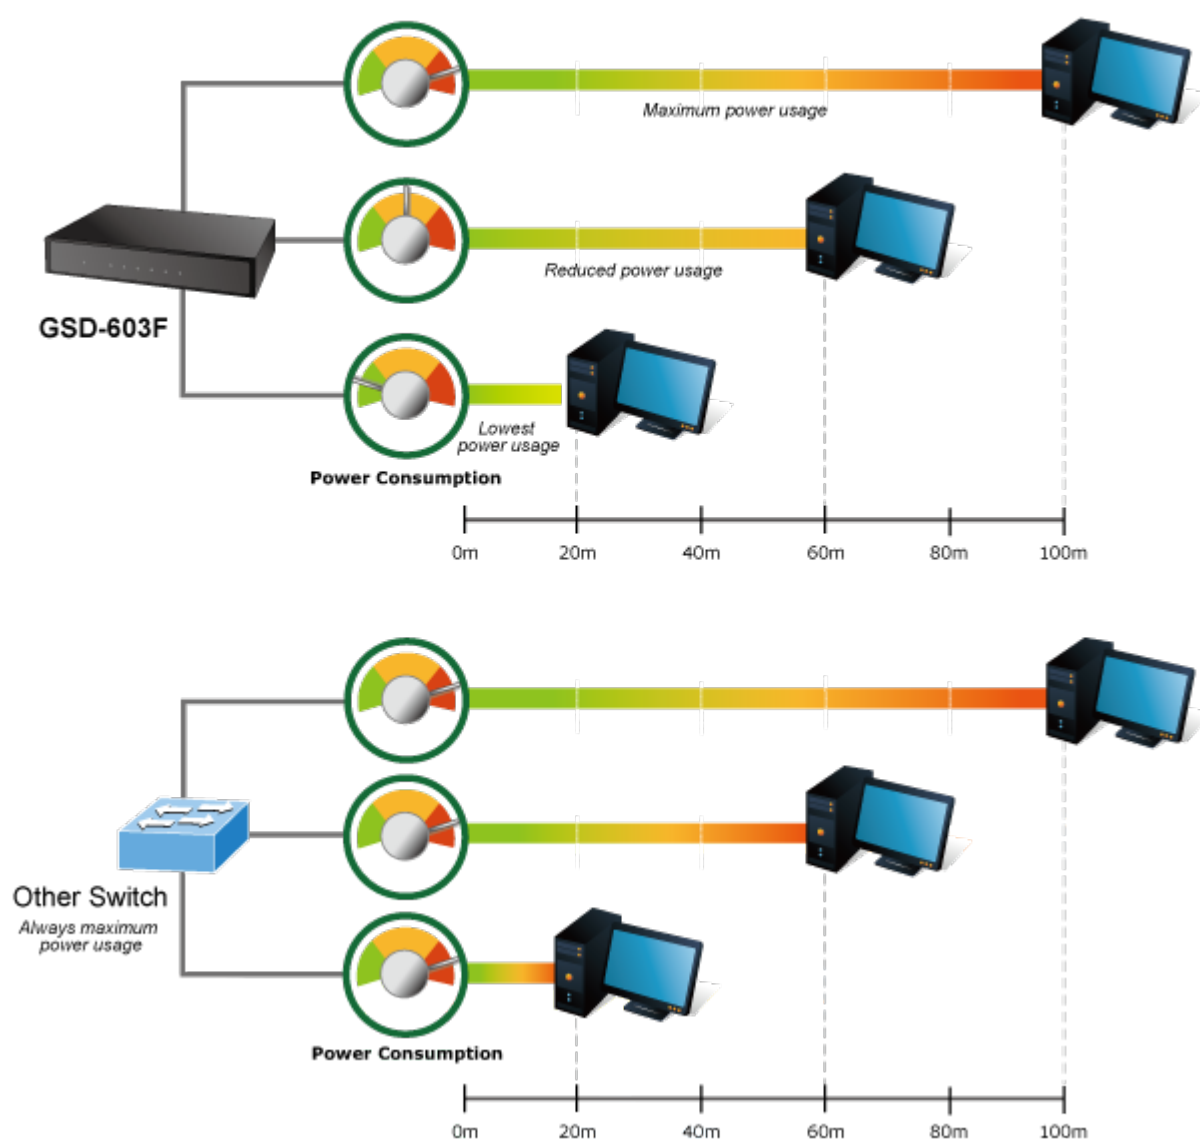 Maximum power usage
Reduced power usage
GSD-603F
Lowest
power usage
Power Consumption
0m 20m 40m 60m 80m 100m
Other Switch
Always maximum
power usage
Power Consumption
0m 20m 40m 60m 80m 100m